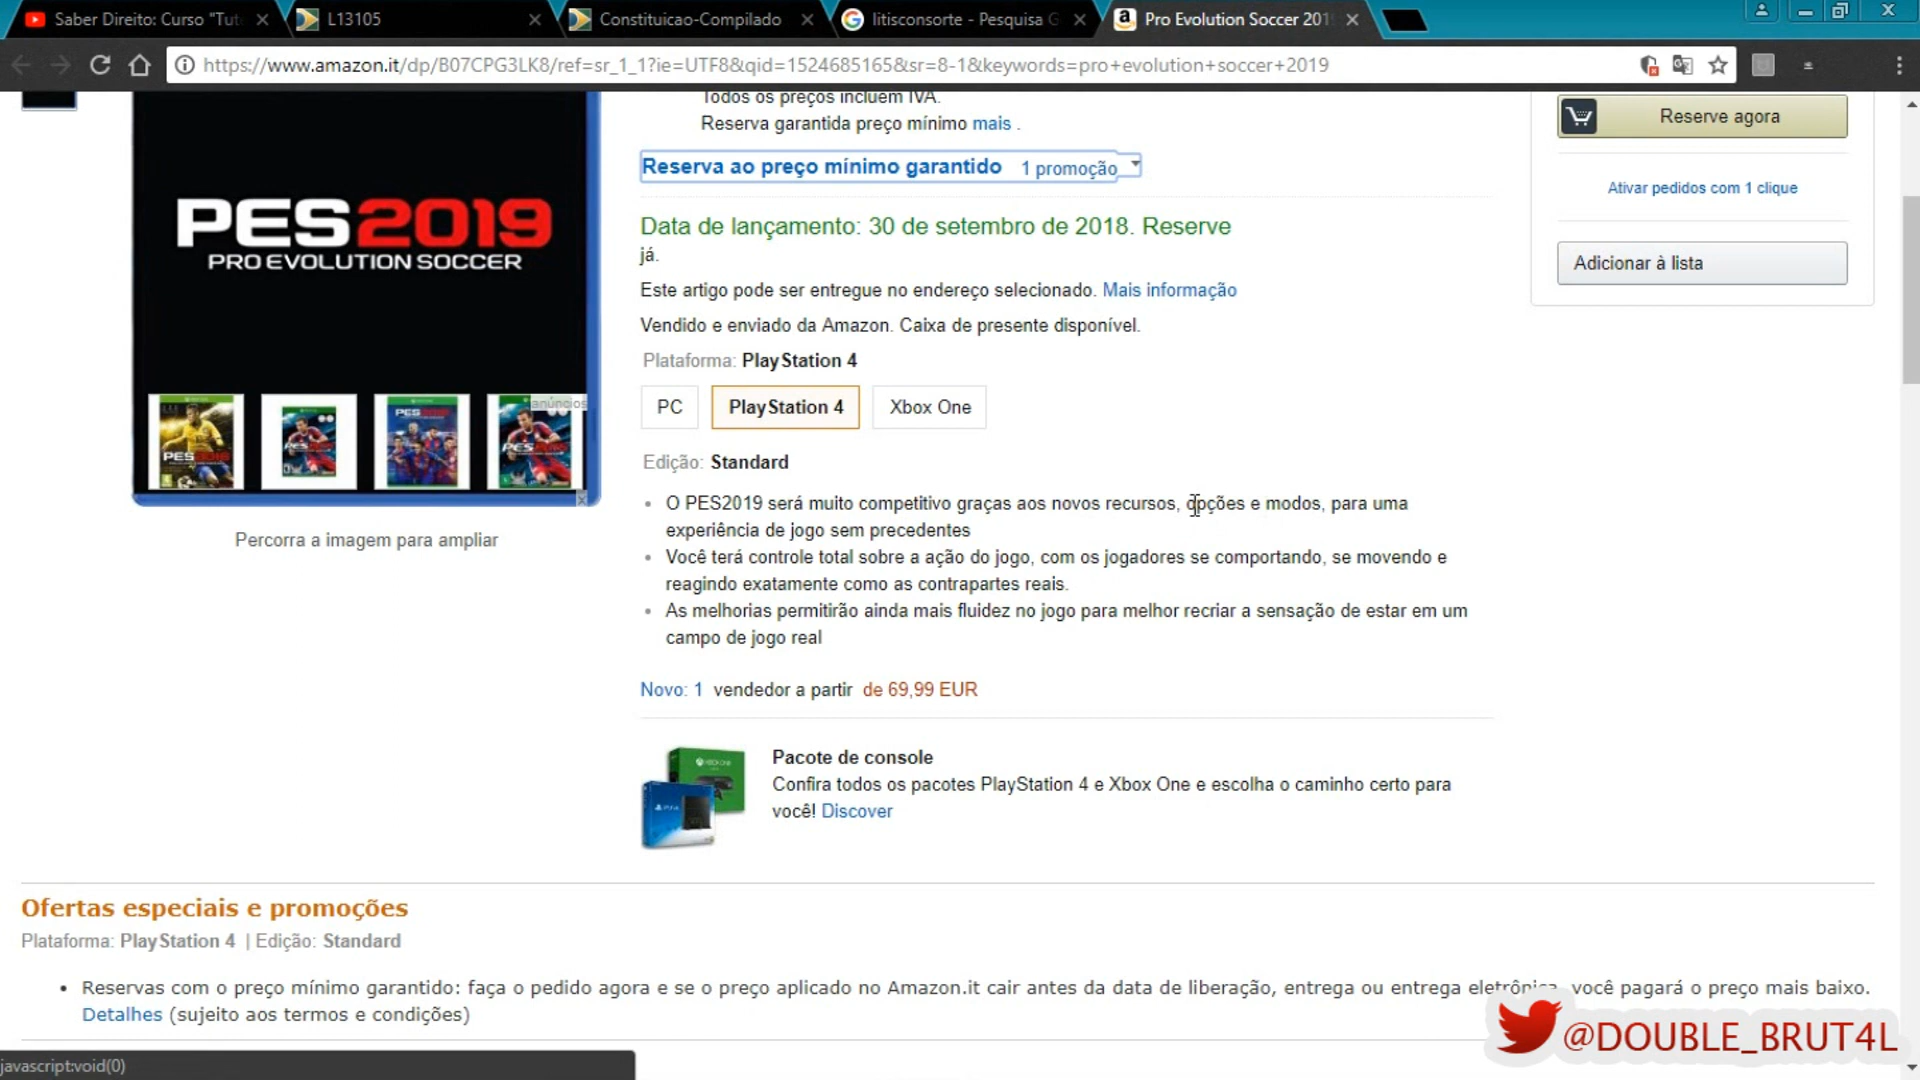 Saber Direito: Curso "Tut
L13105
Constituicao-Compilado
litisconsorte - Pesquisa G
Pro Evolution Soccer 201
https://www.amazon.it/dp/B07CPG3LK8/ref=sr_1_1?ie=UTF8&qid=1524685165&sr=8-1&keywords=pro+evolution+soccer+2019
Todos os preços incluem IVA.
Reserva garantida preço mínimo mais .
Reserva ao preço mínimo garantido 1 promoção
Data de lançamento: 30 de setembro de 2018. Reserve
já.
Este artigo pode ser entregue no endereço selecionado. Mais informação
Vendido e enviado da Amazon. Caixa de presente disponível.
Plataforma: PlayStation 4
PC
PlayStation 4
Xbox One
Edição: Standard
• O PES2019 será muito competitivo graças aos novos recursos, opções e modos, para uma
experiência de jogo sem precedentes
• Você terá controle total sobre a ação do jogo, com os jogadores se comportando, se movendo e
reagindo exatamente como as contrapartes reais.
• As melhorias permitirão ainda mais fluidez no jogo para melhor recriar a sensação de estar em um
campo de jogo real
Novo: 1 vendedor a partir de 69,99 EUR
Reserve agora
Ativar pedidos com 1 clique
Adicionar à lista
PES2019
PRO EVOLUTION SOCCER
anúncios
Percorra a imagem para ampliar
Pacote de console
Confira todos os pacotes PlayStation 4 e Xbox One e escolha o caminho certo para
você! Discover
Ofertas especiais e promoções
Plataforma: PlayStation 4 | Edição: Standard
• Reservas com o preço mínimo garantido: faça o pedido agora e se o preço aplicado no Amazon.it cair antes da data de liberação, entrega ou entrega eletrônica, você pagará o preço mais baixo.
Detalhes (sujeito aos termos e condições)
@DOUBLE_BRUT4L
javascript:void(0)